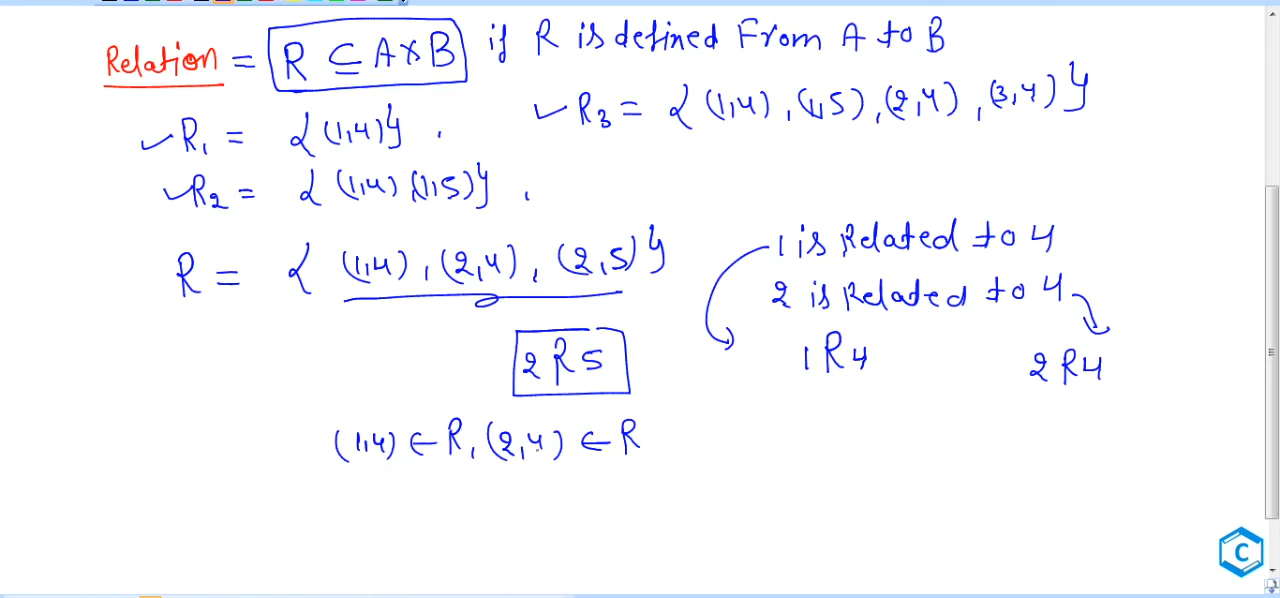 Relation = R ⊆ A×B if R is defined From A to B
R₁ = {(1,4)}.
R₃ = {(1,4), (1,5), (2,4), (3,4)}
R₂ = {(1,4) (1,5)}.
R = {(1,4), (2,4), (2,5)}
1 is Related to 4
2 is Related to 4
2R5
1R4
2R4
(1,4) ∈ R, (2,4) ∈ R
C